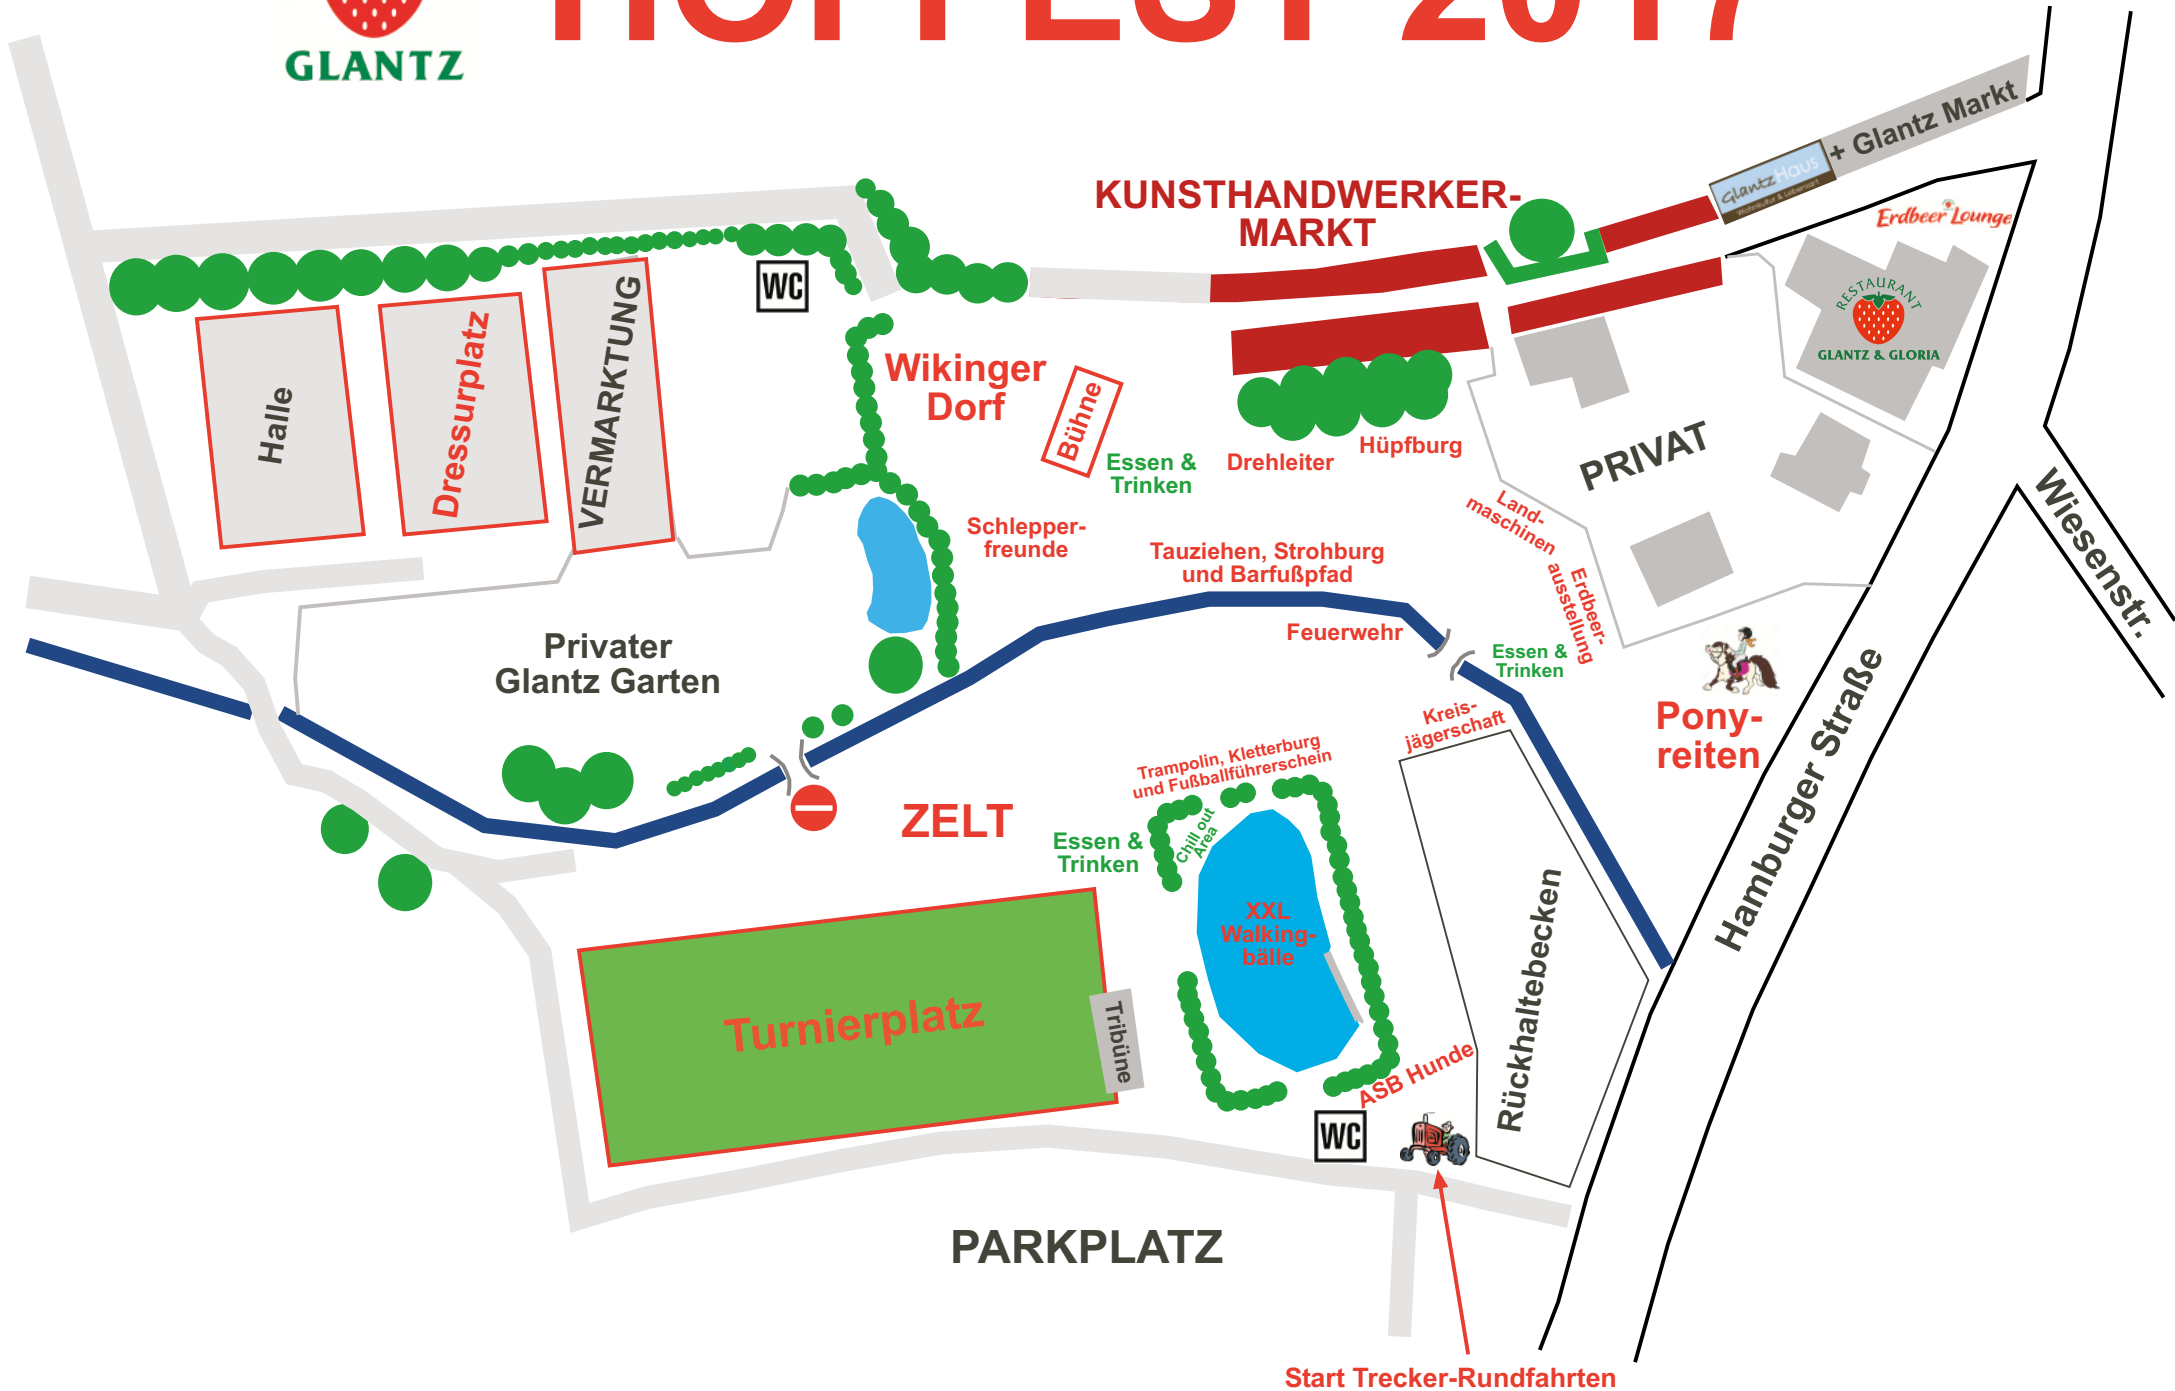 HOFFEST 2017
GLANTZ
+ Glantz Markt
GlantzHaus
KUNSTHANDWERKER-
MARKT
Erdbeer Lounge
RESTAURANT
GLANTZ & GLORIA
WC
Halle
Dressurplatz
VERMARKTUNG
Wikinger
Dorf
Bühne
Essen &
Trinken
Drehleiter
Hüpfburg
PRIVAT
Land-
maschinen
Erdbeer-
ausstellung
Wiesenstr.
Schlepper-
freunde
Tauziehen, Strohburg
und Barfußpfad
Feuerwehr
Essen &
Trinken
Privater
Glantz Garten
Pony-
reiten
Hamburger Straße
Kreis-
jägerschaft
Trampolin, Kletterburg
und Fußballführerschein
ZELT
Essen &
Trinken
Chill out
Area
XXL
Walking-
bälle
Rückhaltebecken
Turnierplatz
Tribüne
ASB Hunde
WC
PARKPLATZ
Start Trecker-Rundfahrten